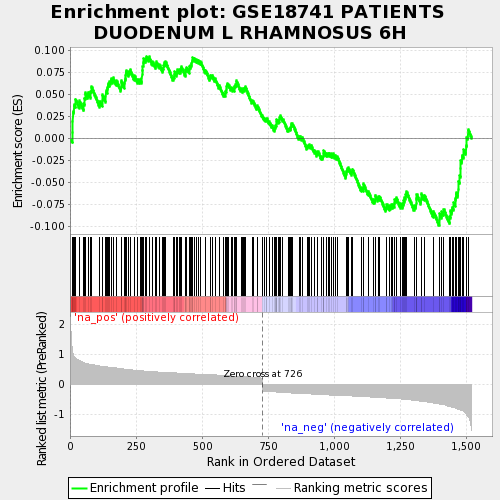 Enrichment plot: GSE18741 PATIENTS
DUODENUM L RHAMNOSUS 6H
Enrichment score (ES)
0.100
0.075
0.050
0.025
0.000
-0.025
-0.050
-0.075
-0.100
'na_pos' (positively correlated)
Ranked list metric (PreRanked)
2
1
0
-1
Zero cross at 726
'na_neg' (negatively correlated)
0
250
500
750
1,000
1,250
1,500
Rank in Ordered Dataset
Enrichment profile
Hits
Ranking metric scores